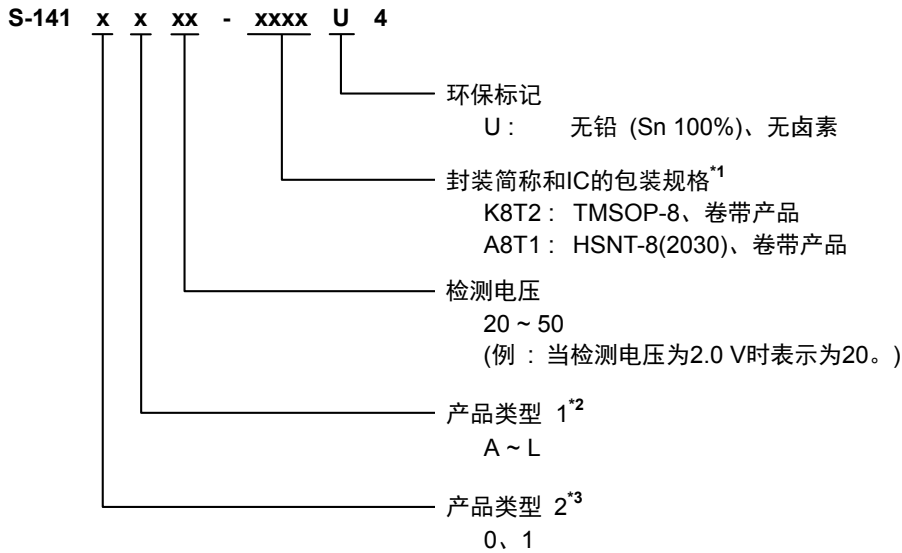 S-141 x x xx - xxxx U 4
环保标记
U : 无铅 (Sn 100%)、无卤素
封装简称和IC的包装规格*1
K8T2 : TMSOP-8、卷带产品
A8T1 : HSNT-8(2030)、卷带产品
检测电压
20 ~ 50
(例 : 当检测电压为2.0 V时表示为20。)
产品类型 1*2
A ~ L
产品类型 2*3
0、1